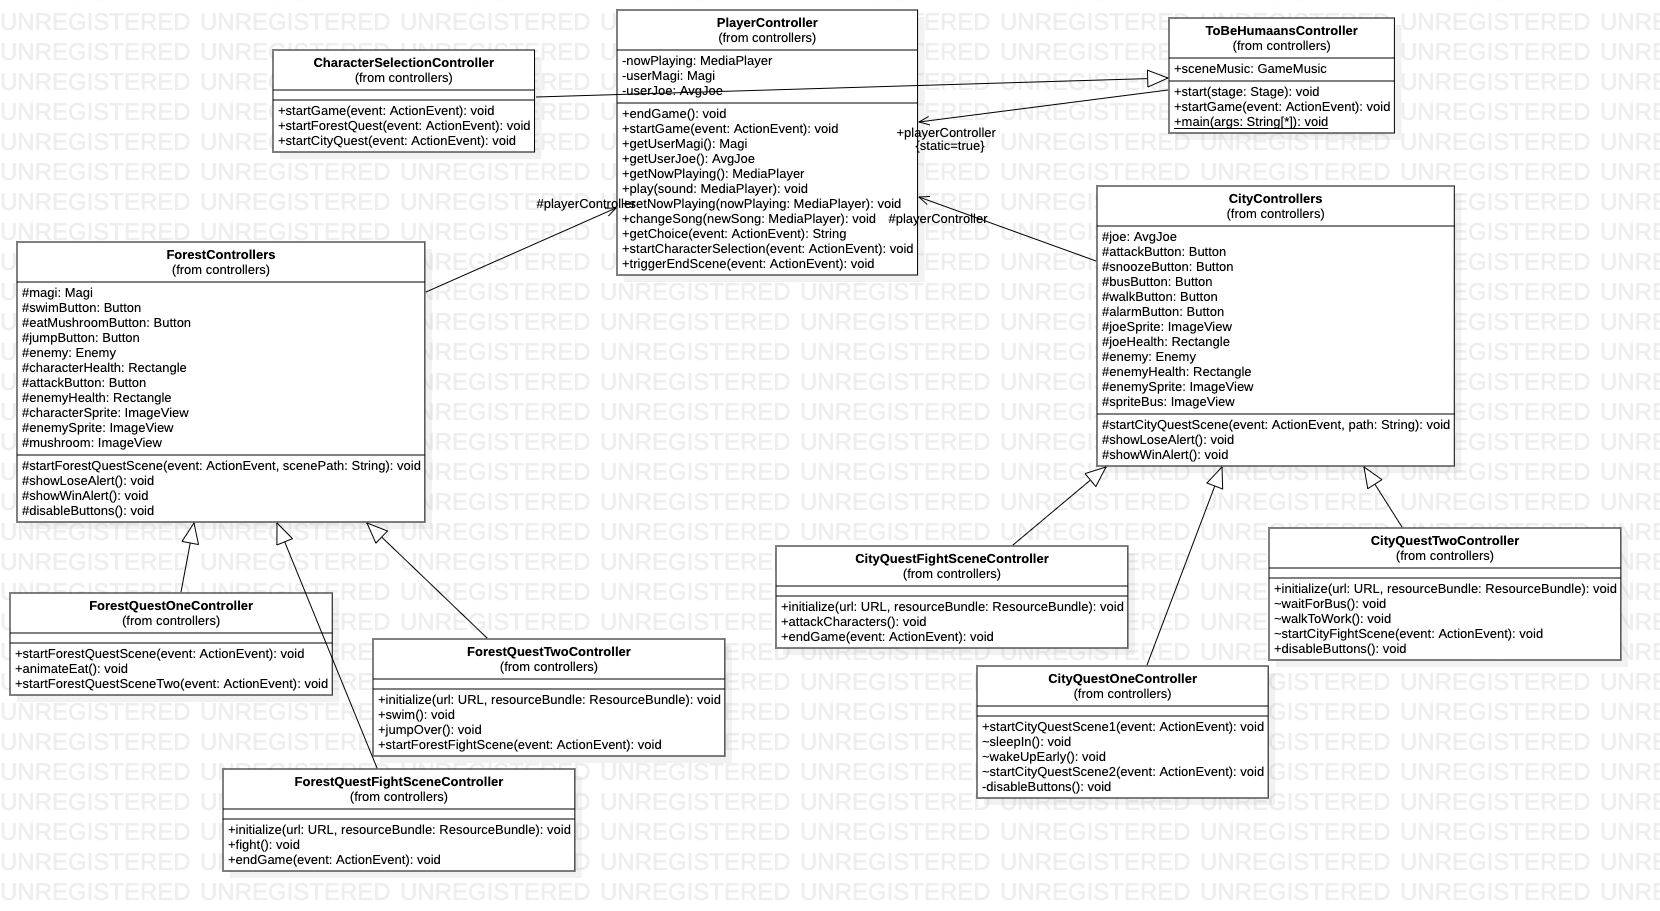 PlayerController
(from controllers)
-nowPlaying: MediaPlayer
-userMagi: Magi
-userJoe: AvgJoe
+endGame(): void
+startGame(event: ActionEvent): void
+getUserMagi(): Magi
+getUserJoe(): AvgJoe
+getNowPlaying(): MediaPlayer
+play(sound: MediaPlayer): void
+setNowPlaying(nowPlaying: MediaPlayer): void
+changeSong(newSong: MediaPlayer): void
+getChoice(event: ActionEvent): String
+startCharacterSelection(event: ActionEvent): void
+triggerEndScene(event: ActionEvent): void
ToBeHumaansController
(from controllers)
+sceneMusic: GameMusic
+start(stage: Stage): void
+startGame(event: ActionEvent): void
+main(args: String[*]): void
CharacterSelectionController
(from controllers)
+startGame(event: ActionEvent): void
+startForestQuest(event: ActionEvent): void
+startCityQuest(event: ActionEvent): void
+playerController
{static=true}
#playerController
#playerController
CityControllers
(from controllers)
#joe: AvgJoe
#attackButton: Button
#snoozeButton: Button
#busButton: Button
#walkButton: Button
#alarmButton: Button
#joeSprite: ImageView
#joeHealth: Rectangle
#enemy: Enemy
#enemyHealth: Rectangle
#enemySprite: ImageView
#spriteBus: ImageView
#startCityQuestScene(event: ActionEvent, path: String): void
#showLoseAlert(): void
#showWinAlert(): void
ForestControllers
(from controllers)
#magi: Magi
#swimButton: Button
#eatMushroomButton: Button
#jumpButton: Button
#enemy: Enemy
#characterHealth: Rectangle
#attackButton: Button
#enemyHealth: Rectangle
#characterSprite: ImageView
#enemySprite: ImageView
#mushroom: ImageView
#startForestQuestScene(event: ActionEvent, scenePath: String): void
#showLoseAlert(): void
#showWinAlert(): void
#disableButtons(): void
CityQuestTwoController
(from controllers)
+initialize(url: URL, resourceBundle: ResourceBundle): void
~waitForBus(): void
~walkToWork(): void
~startCityFightScene(event: ActionEvent): void
+disableButtons(): void
CityQuestFightSceneController
(from controllers)
+initialize(url: URL, resourceBundle: ResourceBundle): void
+attackCharacters(): void
+endGame(event: ActionEvent): void
ForestQuestOneController
(from controllers)
+startForestQuestScene(event: ActionEvent): void
+animateEat(): void
+startForestQuestSceneTwo(event: ActionEvent): void
ForestQuestTwoController
(from controllers)
+initialize(url: URL, resourceBundle: ResourceBundle): void
+swim(): void
+jumpOver(): void
+startForestFightScene(event: ActionEvent): void
CityQuestOneController
(from controllers)
+startCityQuestScene1(event: ActionEvent): void
~sleepIn(): void
~wakeUpEarly(): void
~startCityQuestScene2(event: ActionEvent): void
-disableButtons(): void
ForestQuestFightSceneController
(from controllers)
+initialize(url: URL, resourceBundle: ResourceBundle): void
+fight(): void
+endGame(event: ActionEvent): void
UNREGISTERED